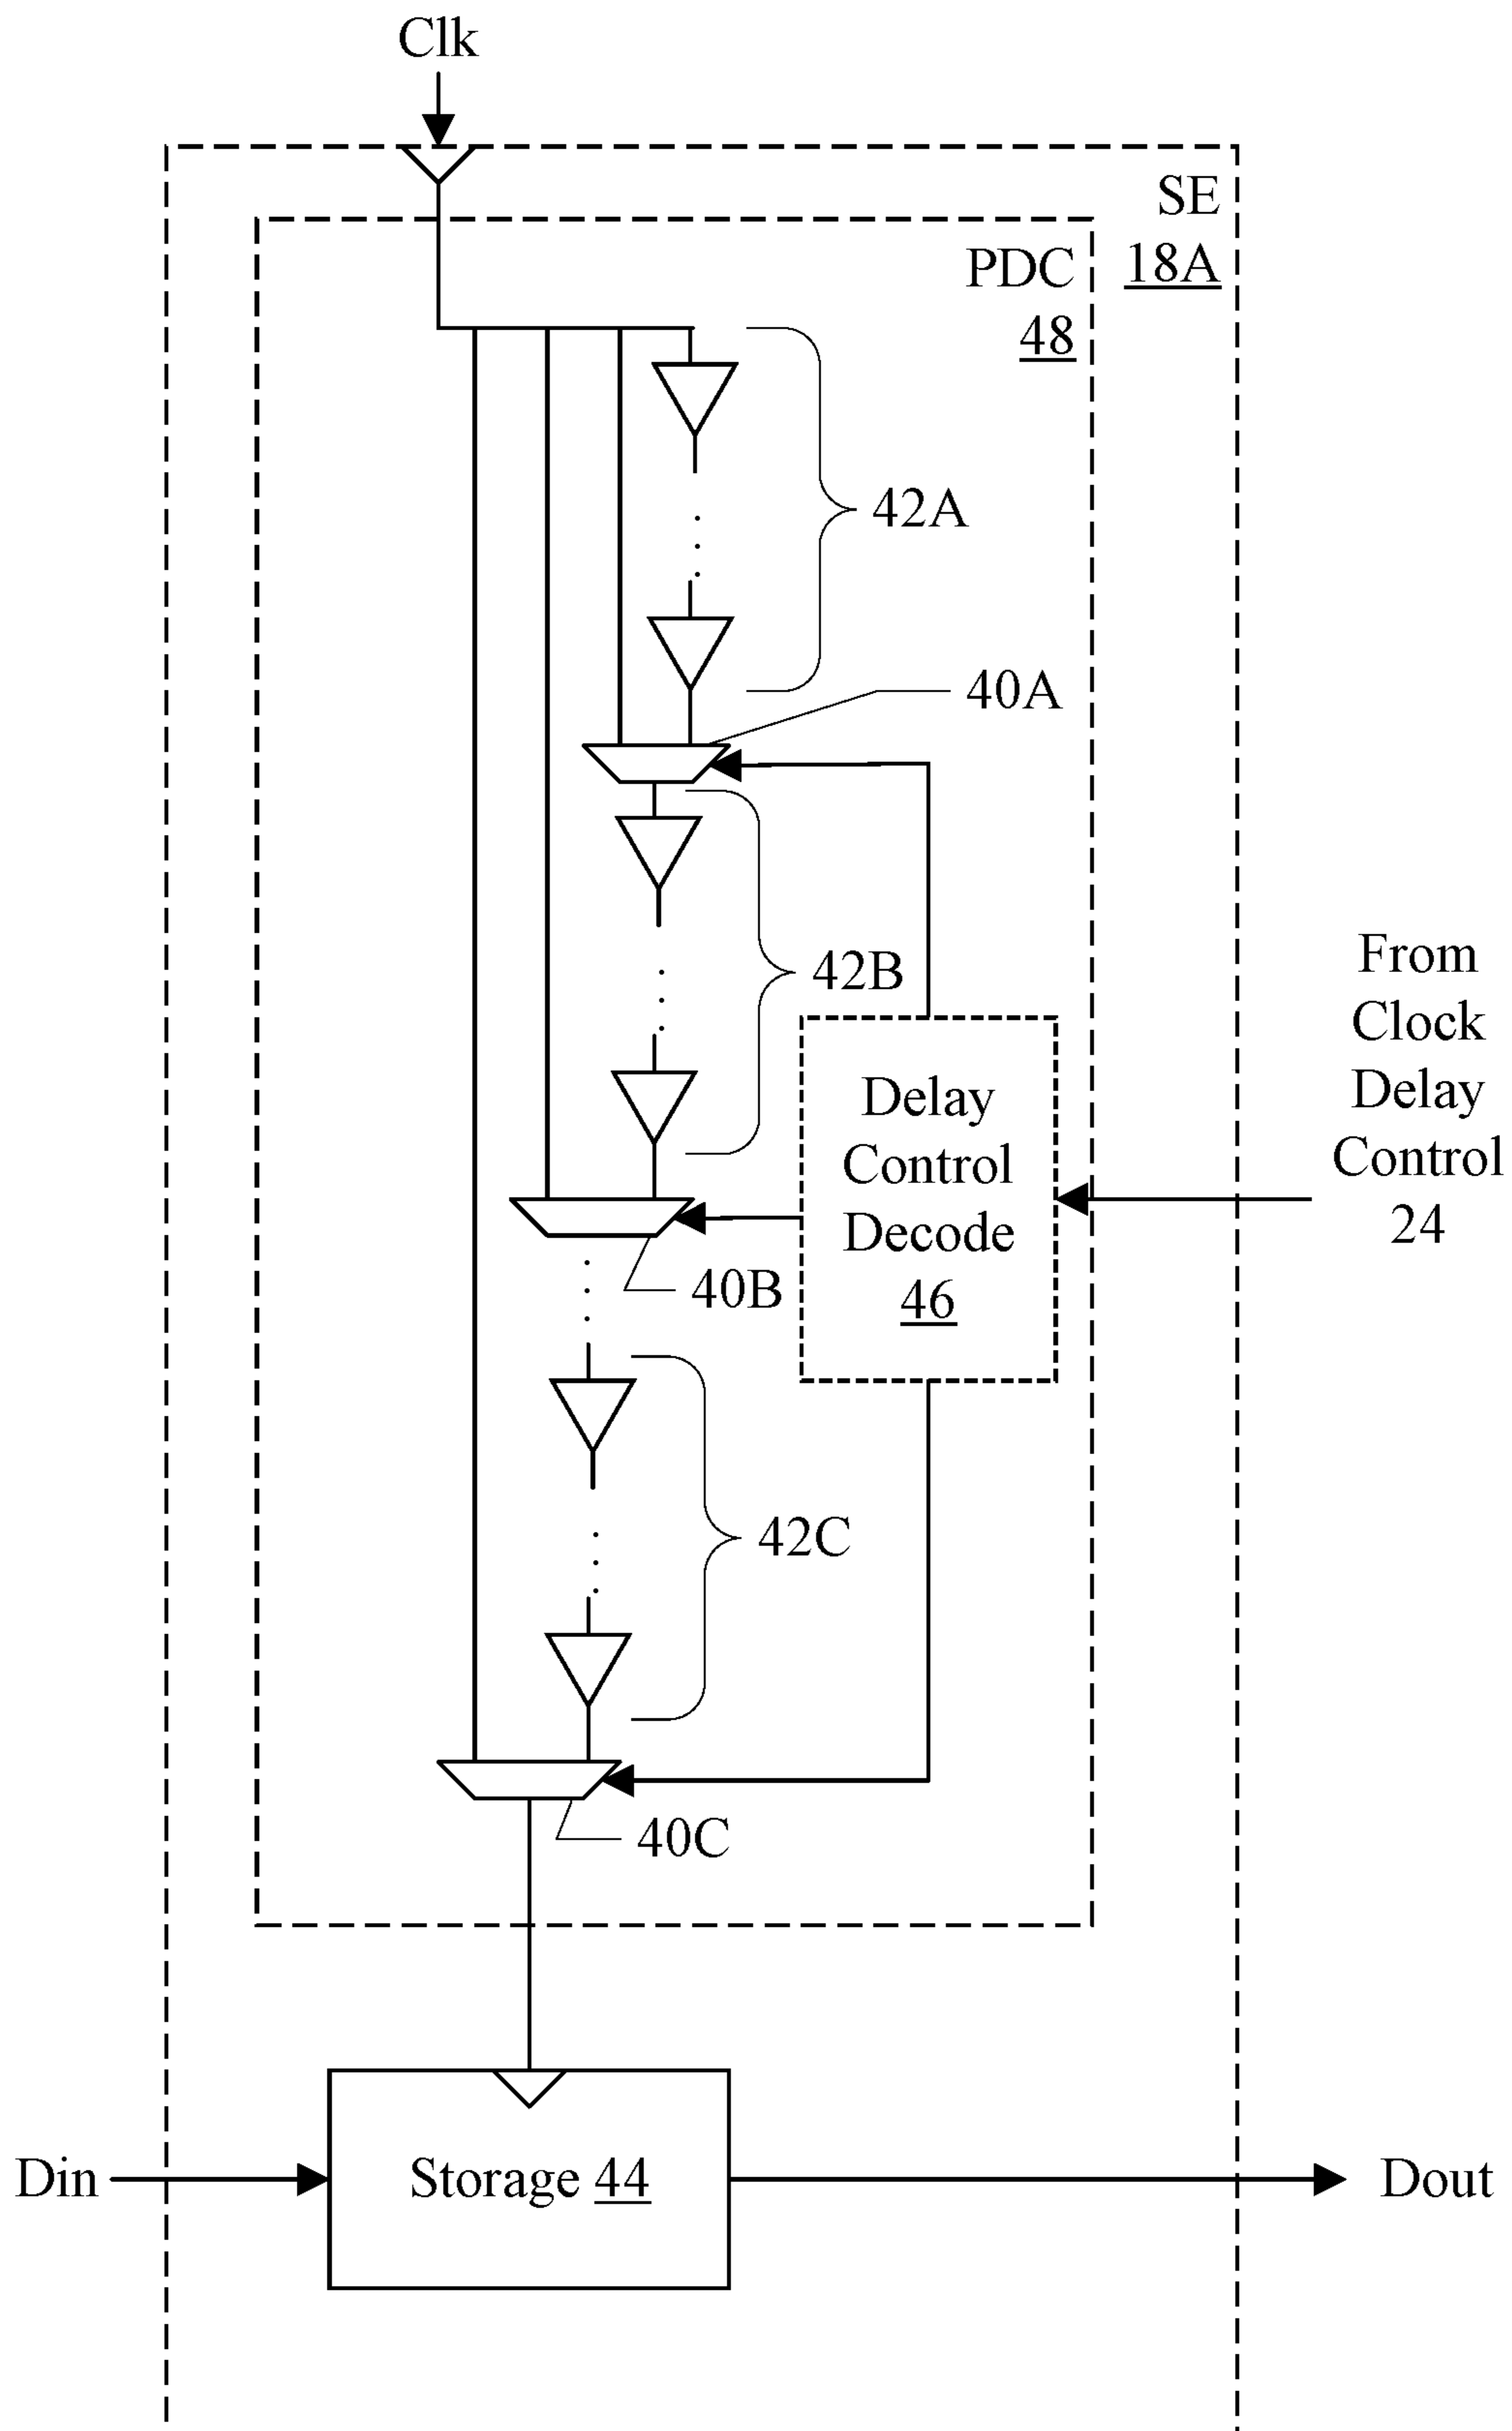 Clk
SE
18A
PDC
48
42A
40A
42B
From
Clock
Delay
Control
24
Delay
Control
Decode
46
40B
42C
40C
Din
Storage 44
Dout